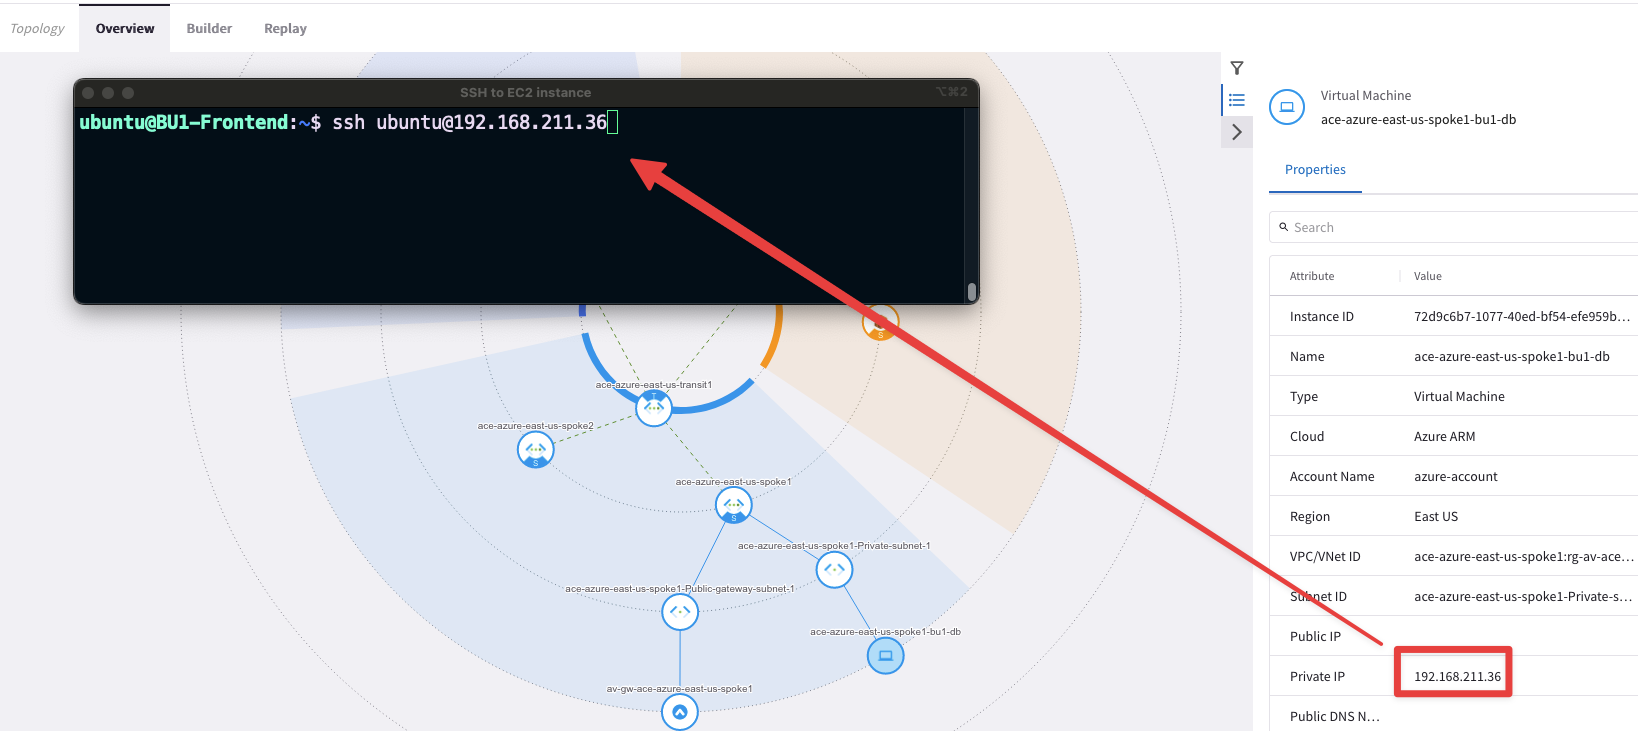 Topology Overview Builder Replay
SSH to EC2 instance ⌥⌘2
ubuntu@BU1-Frontend:~$ ssh ubuntu@192.168.211.36
ace-azure-east-us-transit1
T
ace-azure-east-us-spoke2
S
S
ace-azure-east-us-spoke1
S
ace-azure-east-us-spoke1-Private-subnet-1
ace-azure-east-us-spoke1-Public-gateway-subnet-1
ace-azure-east-us-spoke1-bu1-db
av-gw-ace-azure-east-us-spoke1
Virtual Machine
ace-azure-east-us-spoke1-bu1-db
Properties
Search
Attribute Value
Instance ID 72d9c6b7-1077-40ed-bf54-efe959b...
Name ace-azure-east-us-spoke1-bu1-db
Type Virtual Machine
Cloud Azure ARM
Account Name azure-account
Region East US
VPC/VNet ID ace-azure-east-us-spoke1:rg-av-ace...
Subnet ID ace-azure-east-us-spoke1-Private-s...
Public IP
Private IP 192.168.211.36
Public DNS N...